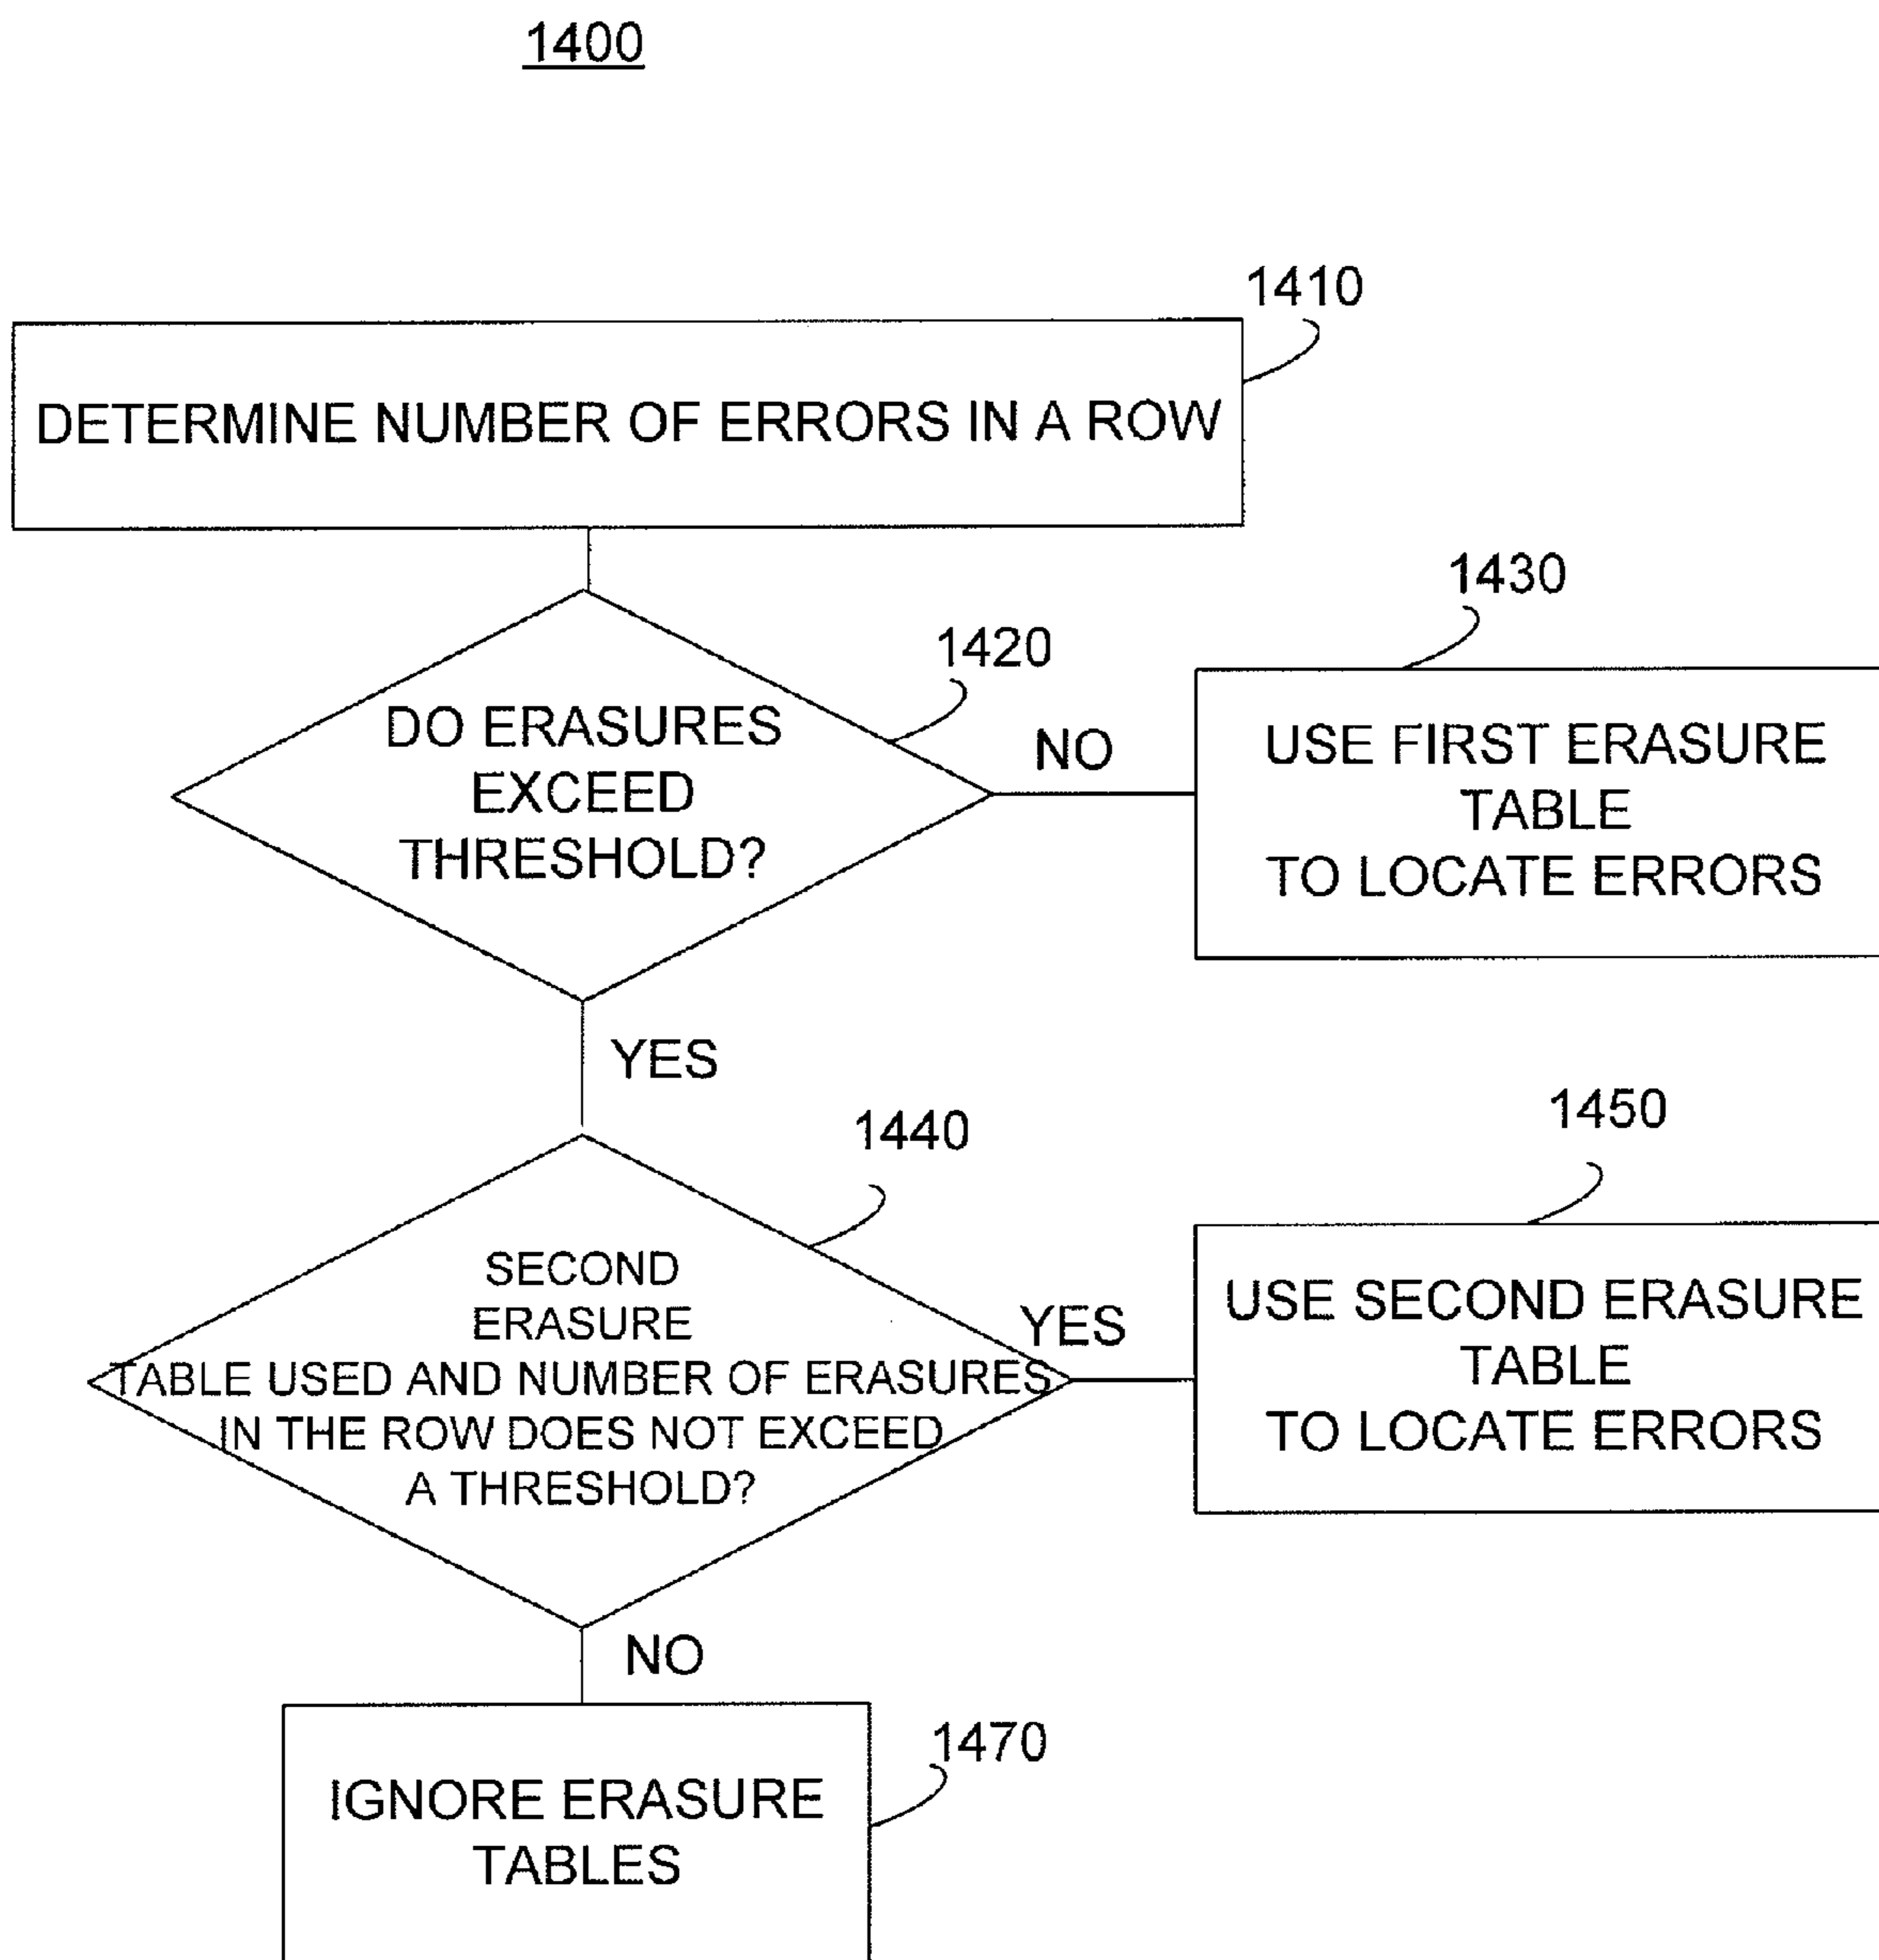 1400
1410
DETERMINE NUMBER OF ERRORS IN A ROW
1420
DO ERASURES
EXCEED
THRESHOLD?
NO
1430
USE FIRST ERASURE
TABLE
TO LOCATE ERRORS
YES
1440
SECOND
ERASURE
TABLE USED AND NUMBER OF ERASURES
IN THE ROW DOES NOT EXCEED
A THRESHOLD?
YES
1450
USE SECOND ERASURE
TABLE
TO LOCATE ERRORS
NO
1470
IGNORE ERASURE
TABLES